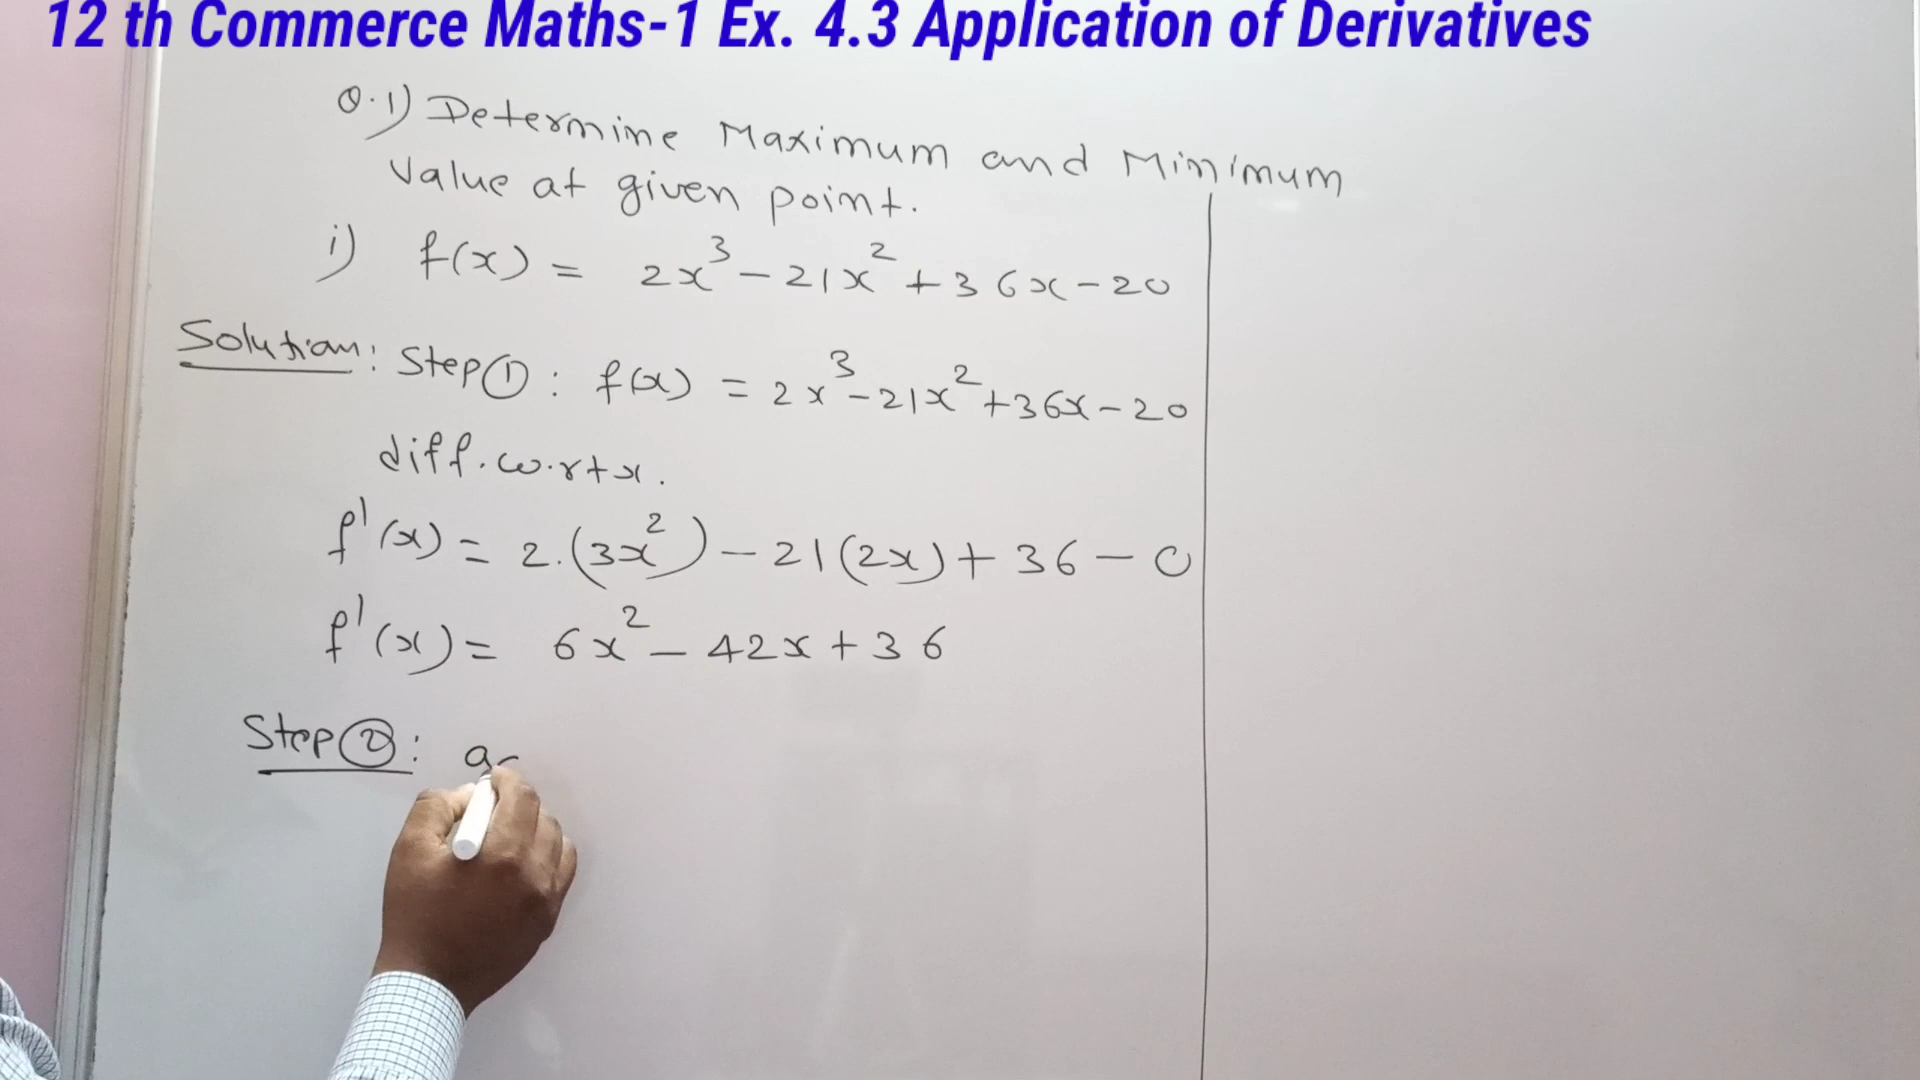 12 th Commerce Maths-1 Ex. 4.3 Application of Derivatives
Q.1) Determine Maximum and Minimum
Value at given point.
i) f(x) = 2x³ - 21x² + 36x - 20
Solution: Step ①: f(x) = 2x³ - 21x² + 36x - 20
diff. w.r.t x.
f'(x) = 2.(3x²) - 21(2x) + 36 - 0
f'(x) = 6x² - 42x + 36
Step ②: